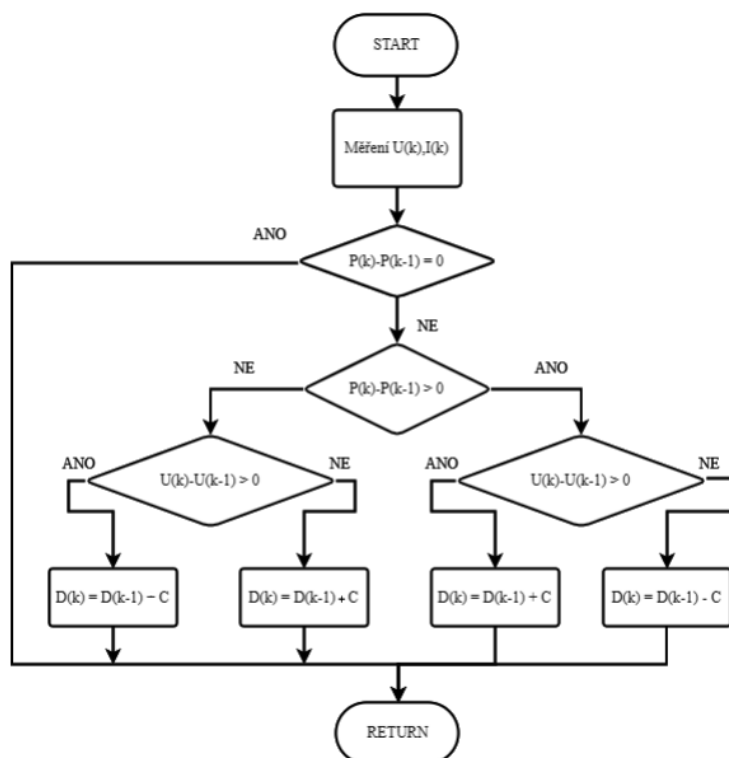 START
Měření U(k),I(k)
ANO
P(k)-P(k-1) = 0
NE
NE
P(k)-P(k-1) > 0
ANO
ANO
U(k)-U(k-1) > 0
NE
ANO
U(k)-U(k-1) > 0
NE
D(k) = D(k-1) − C
D(k) = D(k-1) + C
D(k) = D(k-1) + C
D(k) = D(k-1) - C
RETURN